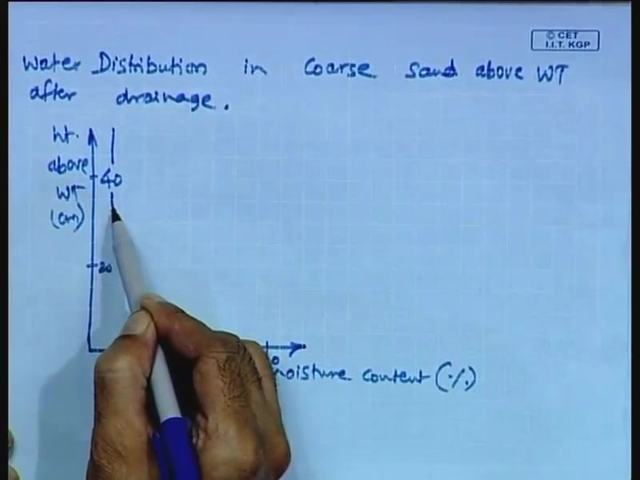 © CET
I.I.T. KGP
Water Distribution in Coarse Sand above WT
after drainage.
ht.
above
WT
(cm)
40
20
moisture content (%)